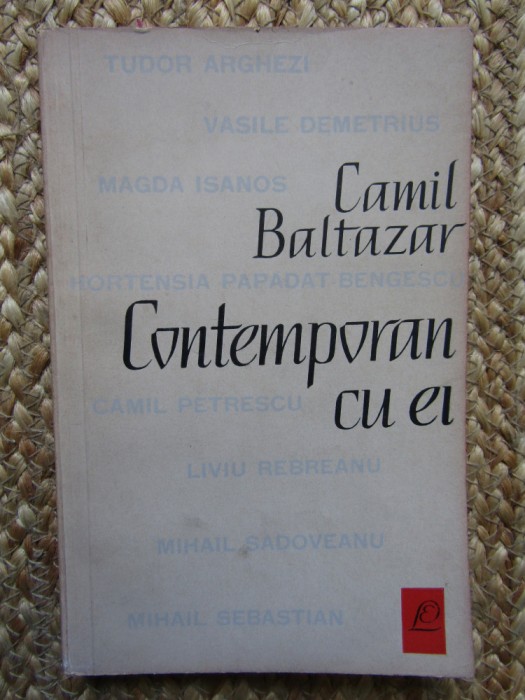 TUDOR ARGHEZI
VASILE DEMETRIUS
MAGDA ISANOS
Camil
Baltazar
HORTENSIA PAPADAT BENGESCU
Contemporan
cu ei
CAMIL PETRESCU
LIVIU REBREANU
MIHAIL SADOVEANU
MIHAIL SEBASTIAN